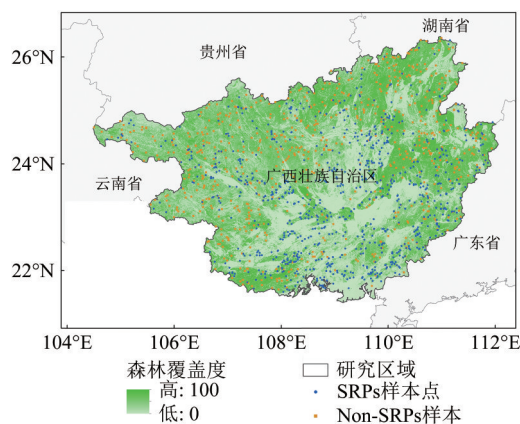 26°N
24°N
22°N
湖南省
贵州省
广西壮族自治区
云南省
广东省
104°E 106°E 108°E 110°E 112°E
森林覆盖度
高: 100
低: 0
研究区域
SRPs样本点
Non-SRPs样本